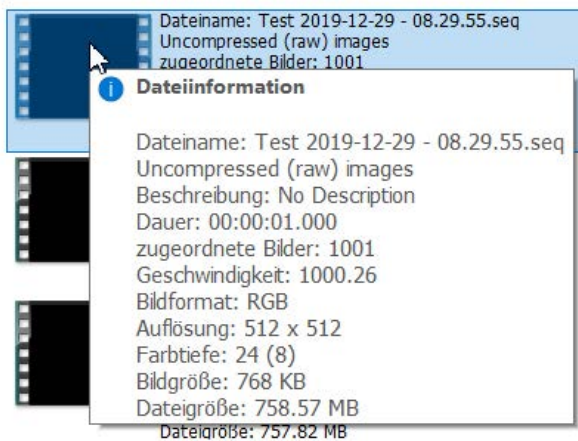 Dateiname: Test 2019-12-29 - 08.29.55.seq
Uncompressed (raw) images
zugeordnete Bilder: 1001
Dateiinformation
Dateiname: Test 2019-12-29 - 08.29.55.seq
Uncompressed (raw) images
Beschreibung: No Description
Dauer: 00:00:01.000
zugeordnete Bilder: 1001
Geschwindigkeit: 1000.26
Bildformat: RGB
Auflösung: 512 x 512
Farbtiefe: 24 (8)
Bildgröße: 768 KB
Dateigröße: 758.57 MB
Dateigröße: 757.82 MB